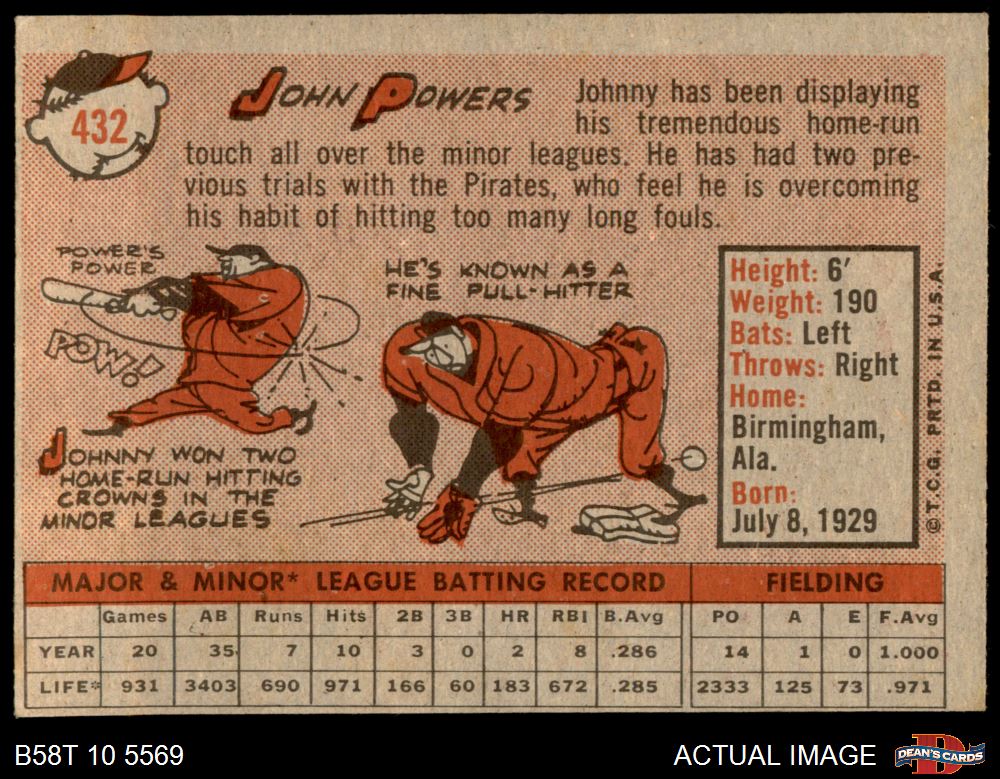 432
JOHN POWERS
Johnny has been displaying
his tremendous home-run
touch all over the minor leagues. He has had two pre-
vious trials with the Pirates, who feel he is overcoming
his habit of hitting too many long fouls.
POWER'S
POWER
POW!
JOHNNY WON TWO
HOME-RUN HITTING
CROWNS IN THE
MINOR LEAGUES
HE'S KNOWN AS A
FINE PULL-HITTER
Height: 6′
Weight: 190
Bats: Left
Throws: Right
Home:
Birmingham,
Ala.
Born:
July 8, 1929
© T.C.G. PRTD. IN U.S.A.
MAJOR & MINOR* LEAGUE BATTING RECORD FIELDING
Games AB Runs Hits 2B 3B HR RBI B.Avg PO A E F.Avg
YEAR 20 35 7 10 3 0 2 8 .286 14 1 0 1.000
LIFE* 931 3403 690 971 166 60 183 672 .285 2333 125 73 .971
B58T 10 5569
ACTUAL IMAGE
D
DEAN'S CARDS